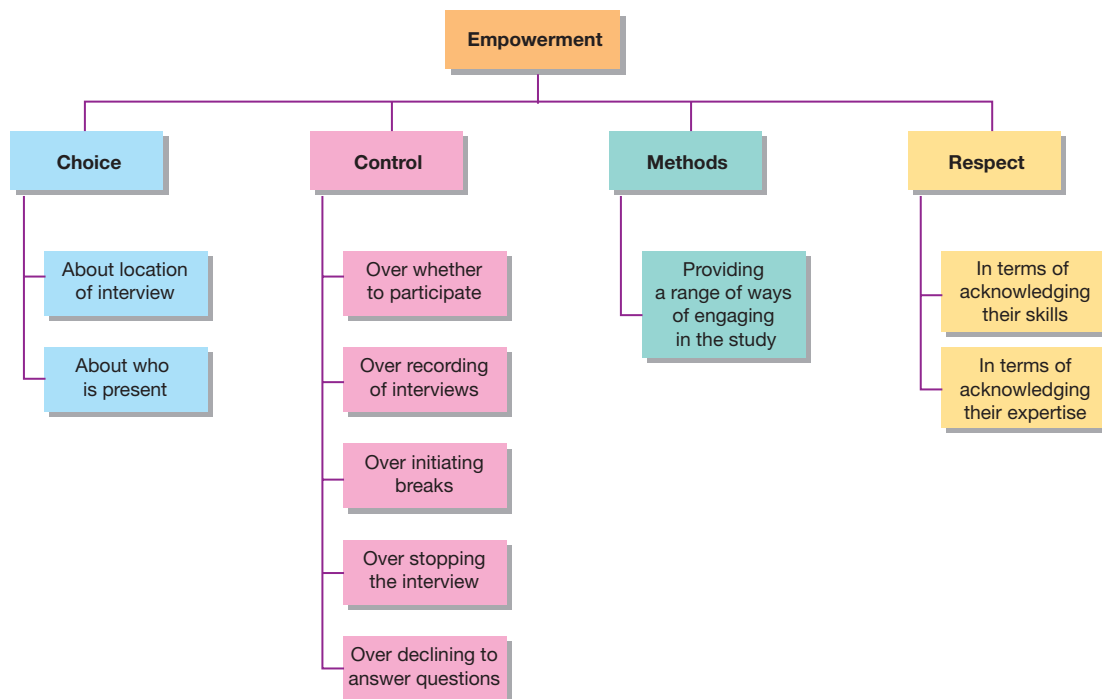 Empowerment
Choice
Control
Methods
Respect
About location
of interview
About who
is present
Over whether
to participate
Over recording
of interviews
Over initiating
breaks
Over stopping
the interview
Over declining to
answer questions
Providing
a range of ways
of engaging
in the study
In terms of
acknowledging
their skills
In terms of
acknowledging
their expertise